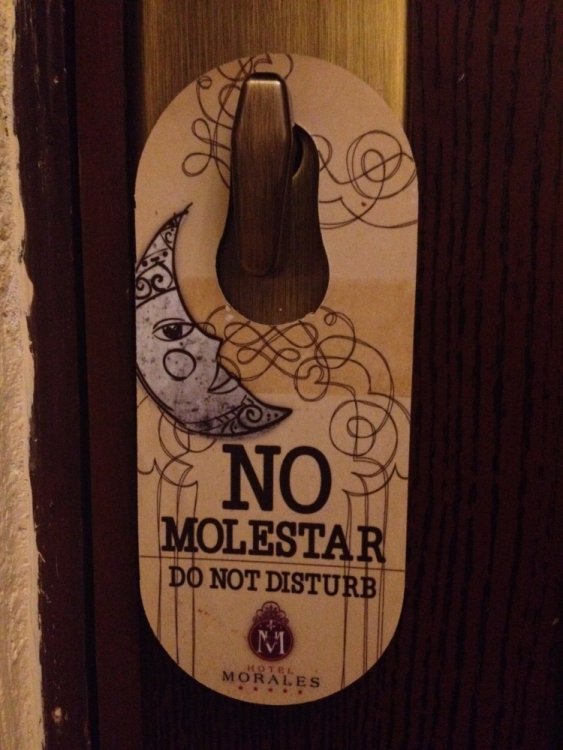 NO
MOLESTAR
DO NOT DISTURB
M
HOTEL
MORALES